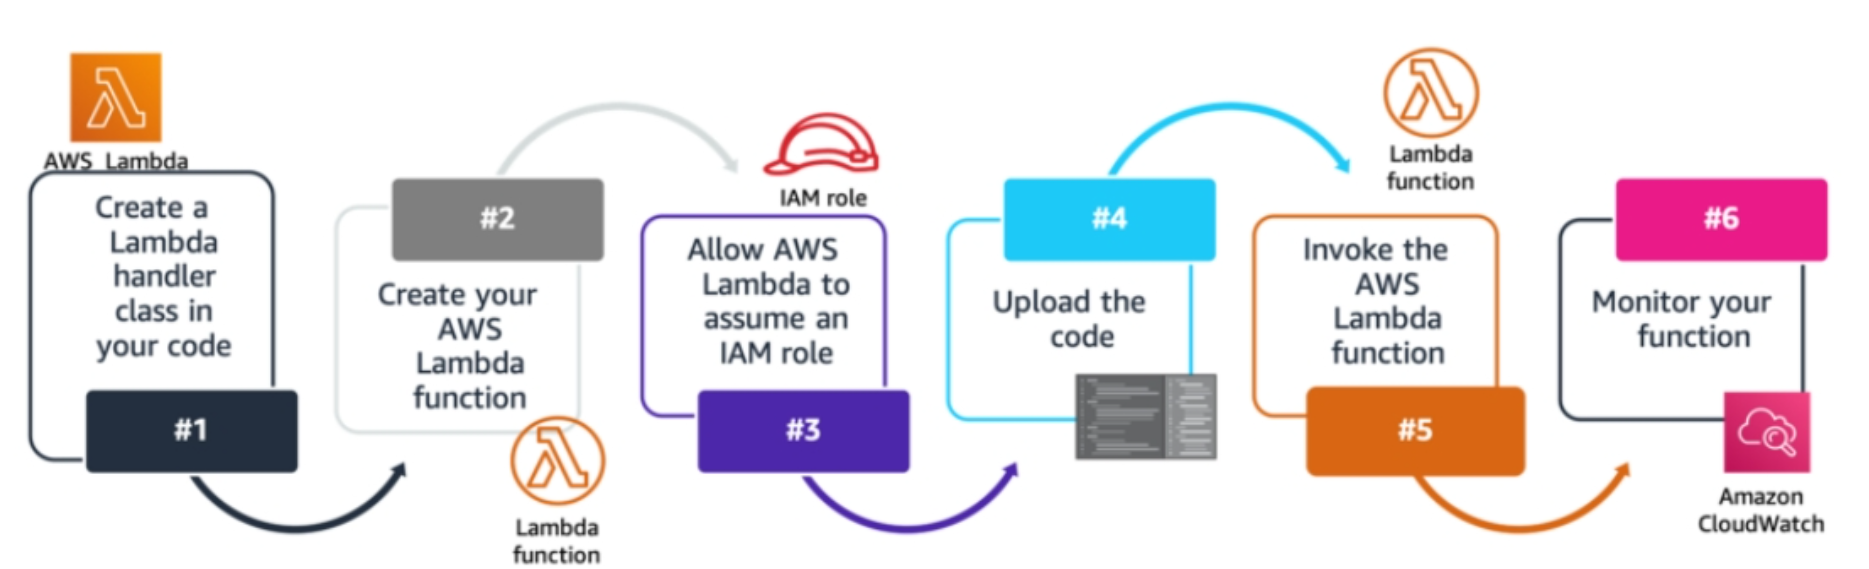 AWS Lambda
Create a
Lambda
handler
class in
your code
#1
#2
Create your
AWS
Lambda
function
Lambda
function
IAM role
Allow AWS
Lambda to
assume an
IAM role
#3
#4
Upload the
code
Lambda
function
Invoke the
AWS
Lambda
function
#5
#6
Monitor your
function
Amazon
CloudWatch